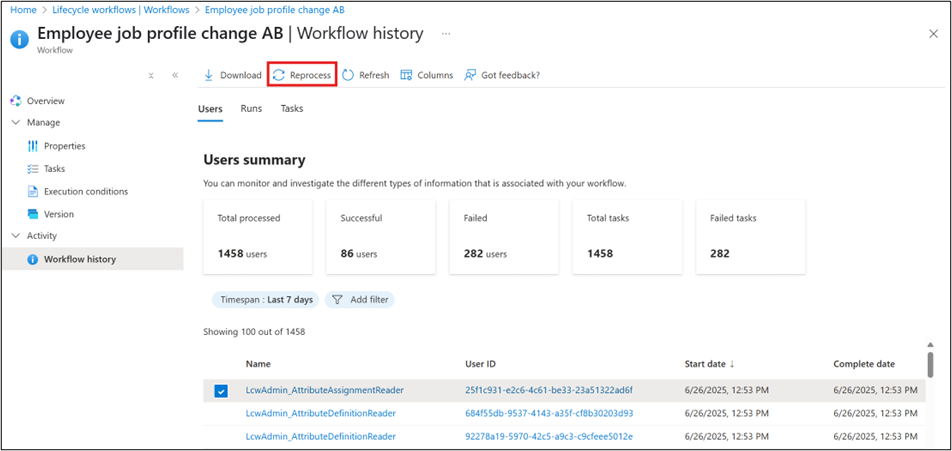 Home > Lifecycle workflows | Workflows > Employee job profile change AB
Employee job profile change AB | Workflow history ...
Workflow
Download Reprocess Refresh Columns Got feedback?
Overview
Manage
Properties
Tasks
Execution conditions
Version
Activity
Workflow history
Users Runs Tasks
Users summary
You can monitor and investigate the different types of information that is associated with your workflow.
Total processed Successful Failed Total tasks Failed tasks
1458 users 86 users 282 users 1458 282
Timespan : Last 7 days Add filter
Showing 100 out of 1458
Name User ID Start date ↓ Complete date
LcwAdmin_AttributeAssignmentReader 25f1c931-e2c6-4c61-be33-23a51322ad6f 6/26/2025, 12:53 PM 6/26/2025, 12:53 PM
LcwAdmin_AttributeDefinitionReader 684f55db-9537-4143-a35f-cf8b30203d93 6/26/2025, 12:53 PM 6/26/2025, 12:53 PM
LcwAdmin_AttributeDefinitionReader 92278a19-5970-42c5-a9c3-c9cfeee5012e 6/26/2025, 12:53 PM 6/26/2025, 12:53 PM